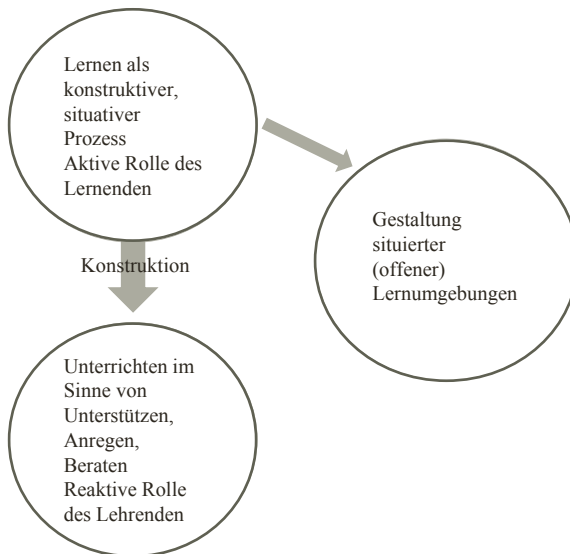 Lernen als
konstruktiver,
situativer
Prozess
Aktive Rolle des
Lernenden
Gestaltung
situierter
(offener)
Lernumgebungen
Konstruktion
Unterrichten im
Sinne von
Unterstützen,
Anregen,
Beraten
Reaktive Rolle
des Lehrenden